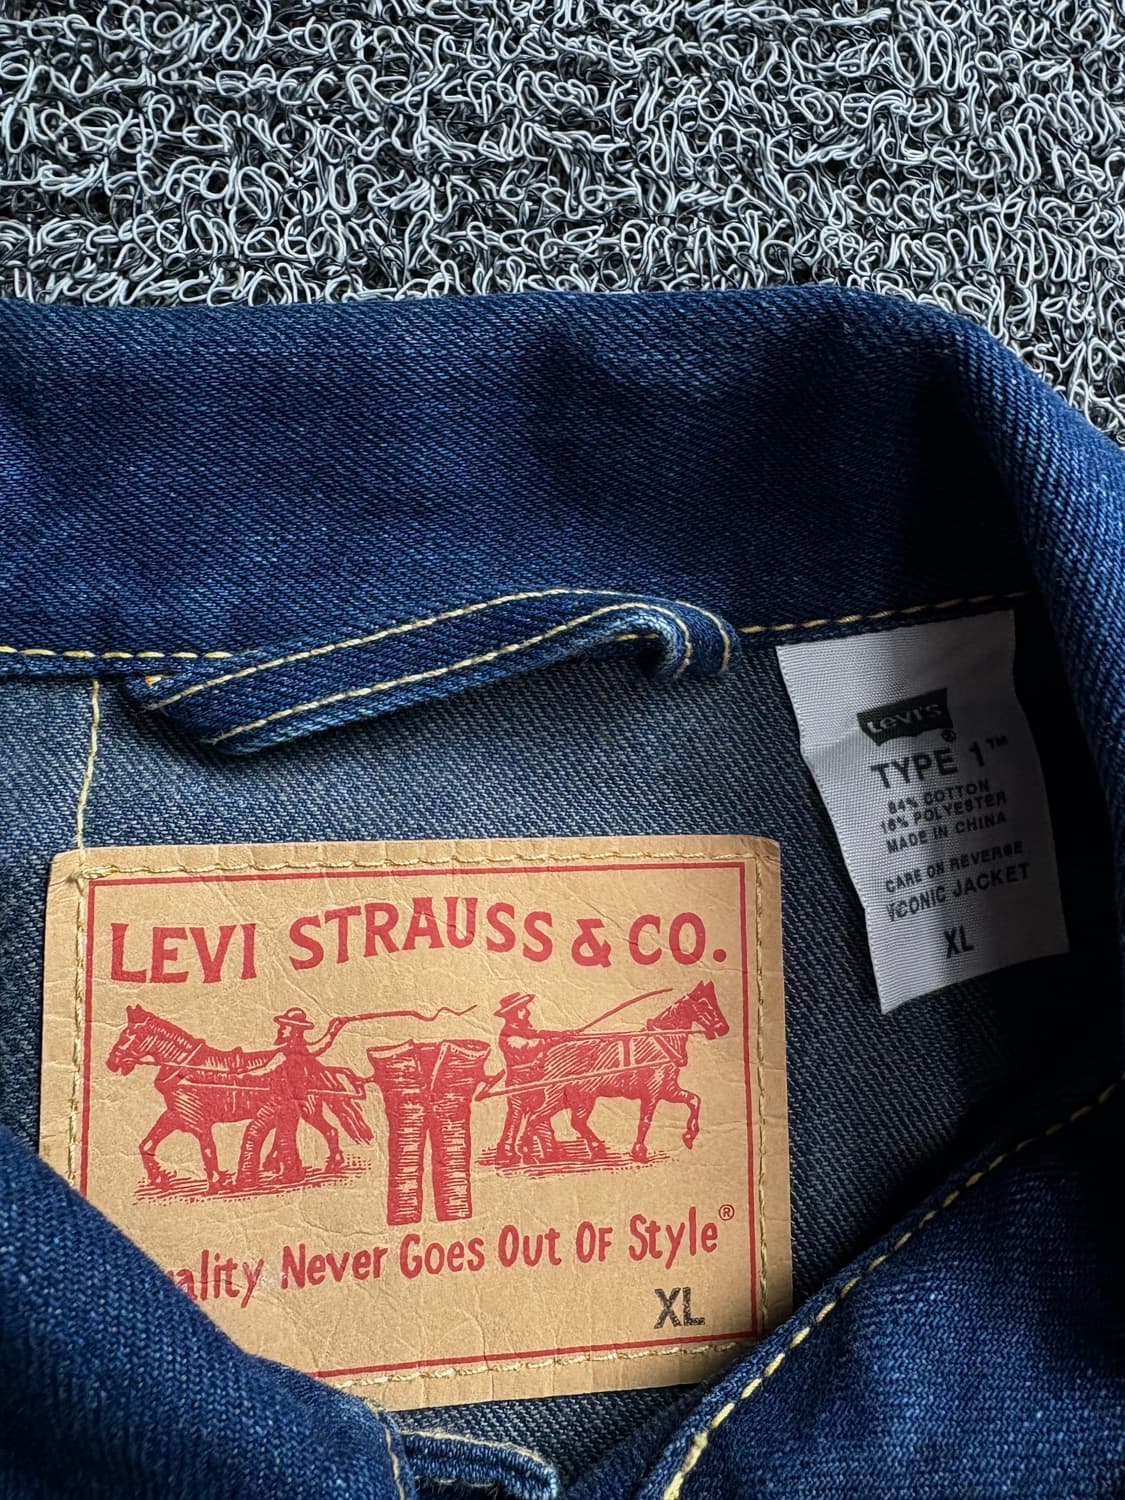 LEVI'S®
TYPE 1™
84% COTTON
16% POLYESTER
MADE IN CHINA
CARE ON REVERSE
ICONIC JACKET
XL
LEVI STRAUSS & CO.
ality Never Goes Out Of Style®
XL